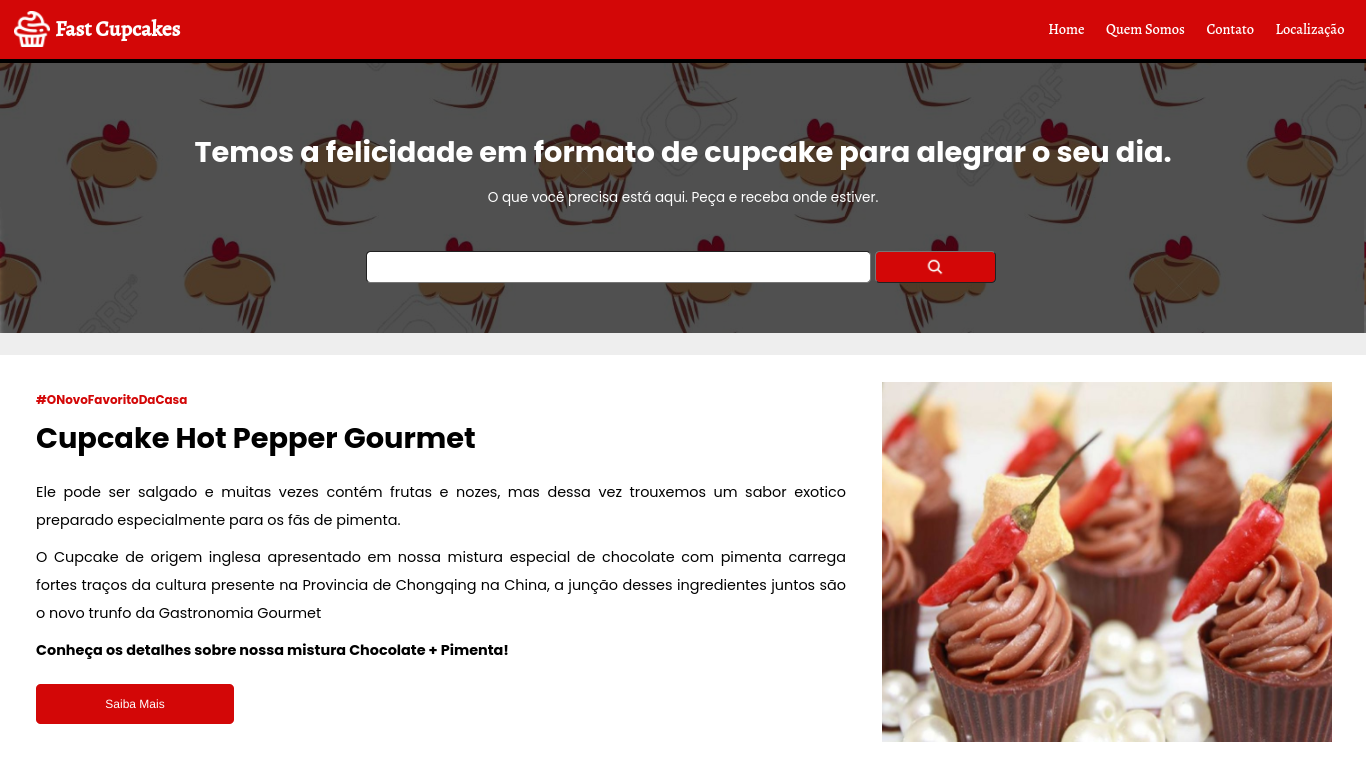 Fast Cupcakes
Home Quem Somos Contato Localização
Temos a felicidade em formato de cupcake para alegrar o seu dia.
O que você precisa está aqui. Peça e receba onde estiver.
#ONovoFavoritoDaCasa
Cupcake Hot Pepper Gourmet
Ele pode ser salgado e muitas vezes contém frutas e nozes, mas dessa vez trouxemos um sabor exotico
preparado especialmente para os fãs de pimenta.
O Cupcake de origem inglesa apresentado em nossa mistura especial de chocolate com pimenta carrega
fortes traços da cultura presente na Provincia de Chongqing na China, a junção desses ingredientes juntos são
o novo trunfo da Gastronomia Gourmet
Conheça os detalhes sobre nossa mistura Chocolate + Pimenta!
Saiba Mais